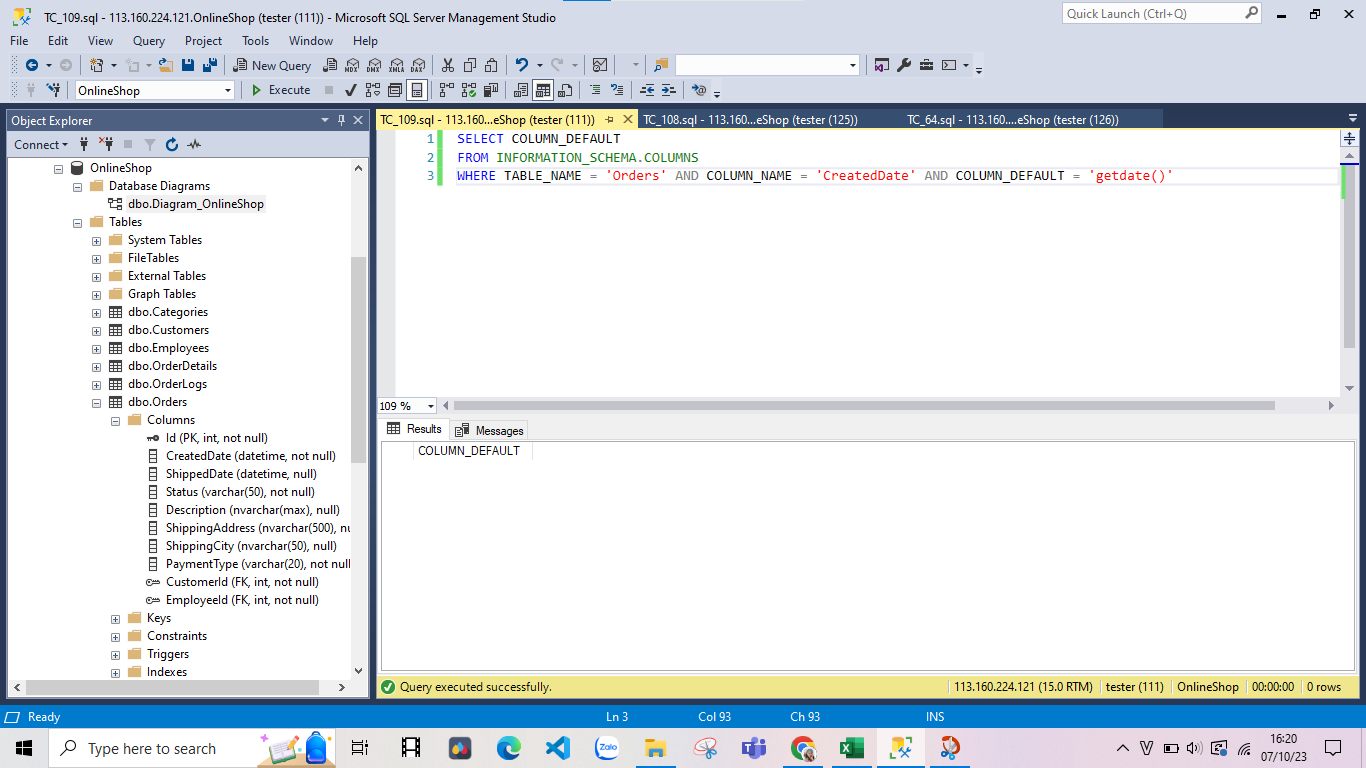 TC_109.sql - 113.160.224.121.OnlineShop (tester (111)) - Microsoft SQL Server Management Studio
Quick Launch (Ctrl+Q)
File Edit View Query Project Tools Window Help
New Query
MDX DMX XMLA DAX
OnlineShop
Execute
Object Explorer
Connect
OnlineShop
Database Diagrams
dbo.Diagram_OnlineShop
Tables
System Tables
FileTables
External Tables
Graph Tables
dbo.Categories
dbo.Customers
dbo.Employees
dbo.OrderDetails
dbo.OrderLogs
dbo.Orders
Columns
Id (PK, int, not null)
CreatedDate (datetime, not null)
ShippedDate (datetime, null)
Status (varchar(50), not null)
Description (nvarchar(max), null)
ShippingAddress (nvarchar(500), nu
ShippingCity (nvarchar(50), null)
PaymentType (varchar(20), not null
CustomerId (FK, int, not null)
EmployeeId (FK, int, not null)
Keys
Constraints
Triggers
Indexes
TC_109.sql - 113.160...eShop (tester (111)) TC_108.sql - 113.160...eShop (tester (125)) TC_64.sql - 113.160....eShop (tester (126))
1 SELECT COLUMN_DEFAULT
2 FROM INFORMATION_SCHEMA.COLUMNS
3 WHERE TABLE_NAME = 'Orders' AND COLUMN_NAME = 'CreatedDate' AND COLUMN_DEFAULT = 'getdate()'
109 %
Results Messages
COLUMN_DEFAULT
Query executed successfully. 113.160.224.121 (15.0 RTM) tester (111) OnlineShop 00:00:00 0 rows
Ready Ln 3 Col 93 Ch 93 INS
Type here to search
Zalo
16:20
07/10/23